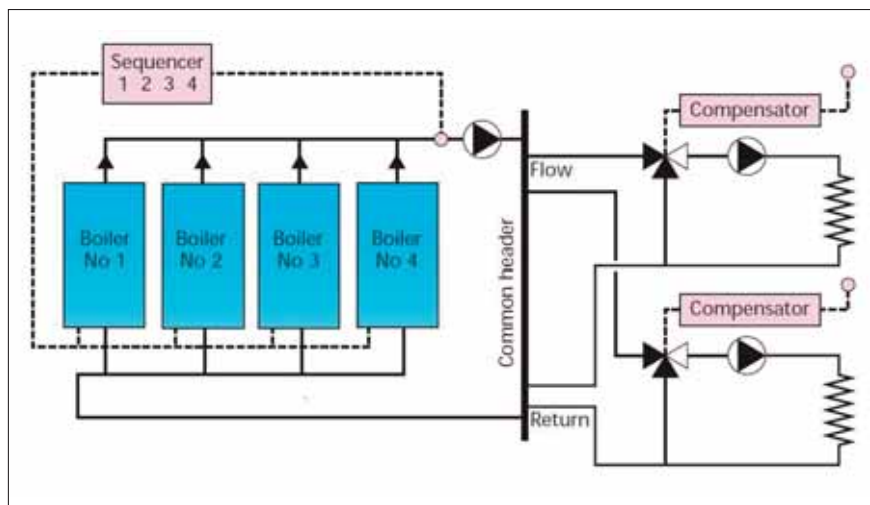 Sequencer
1 2 3 4
Compensator
Flow
Boiler
No 1
Boiler
No 2
Boiler
No 3
Boiler
No 4
Common header
Compensator
Return